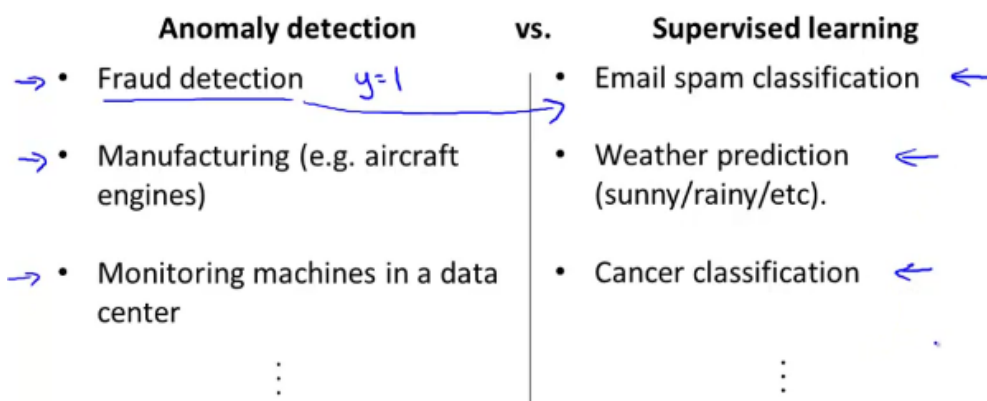 Anomaly detection vs. Supervised learning
• Fraud detection y=1
• Manufacturing (e.g. aircraft
engines)
• Monitoring machines in a data
center
⋮
• Email spam classification
• Weather prediction
(sunny/rainy/etc).
• Cancer classification
⋮